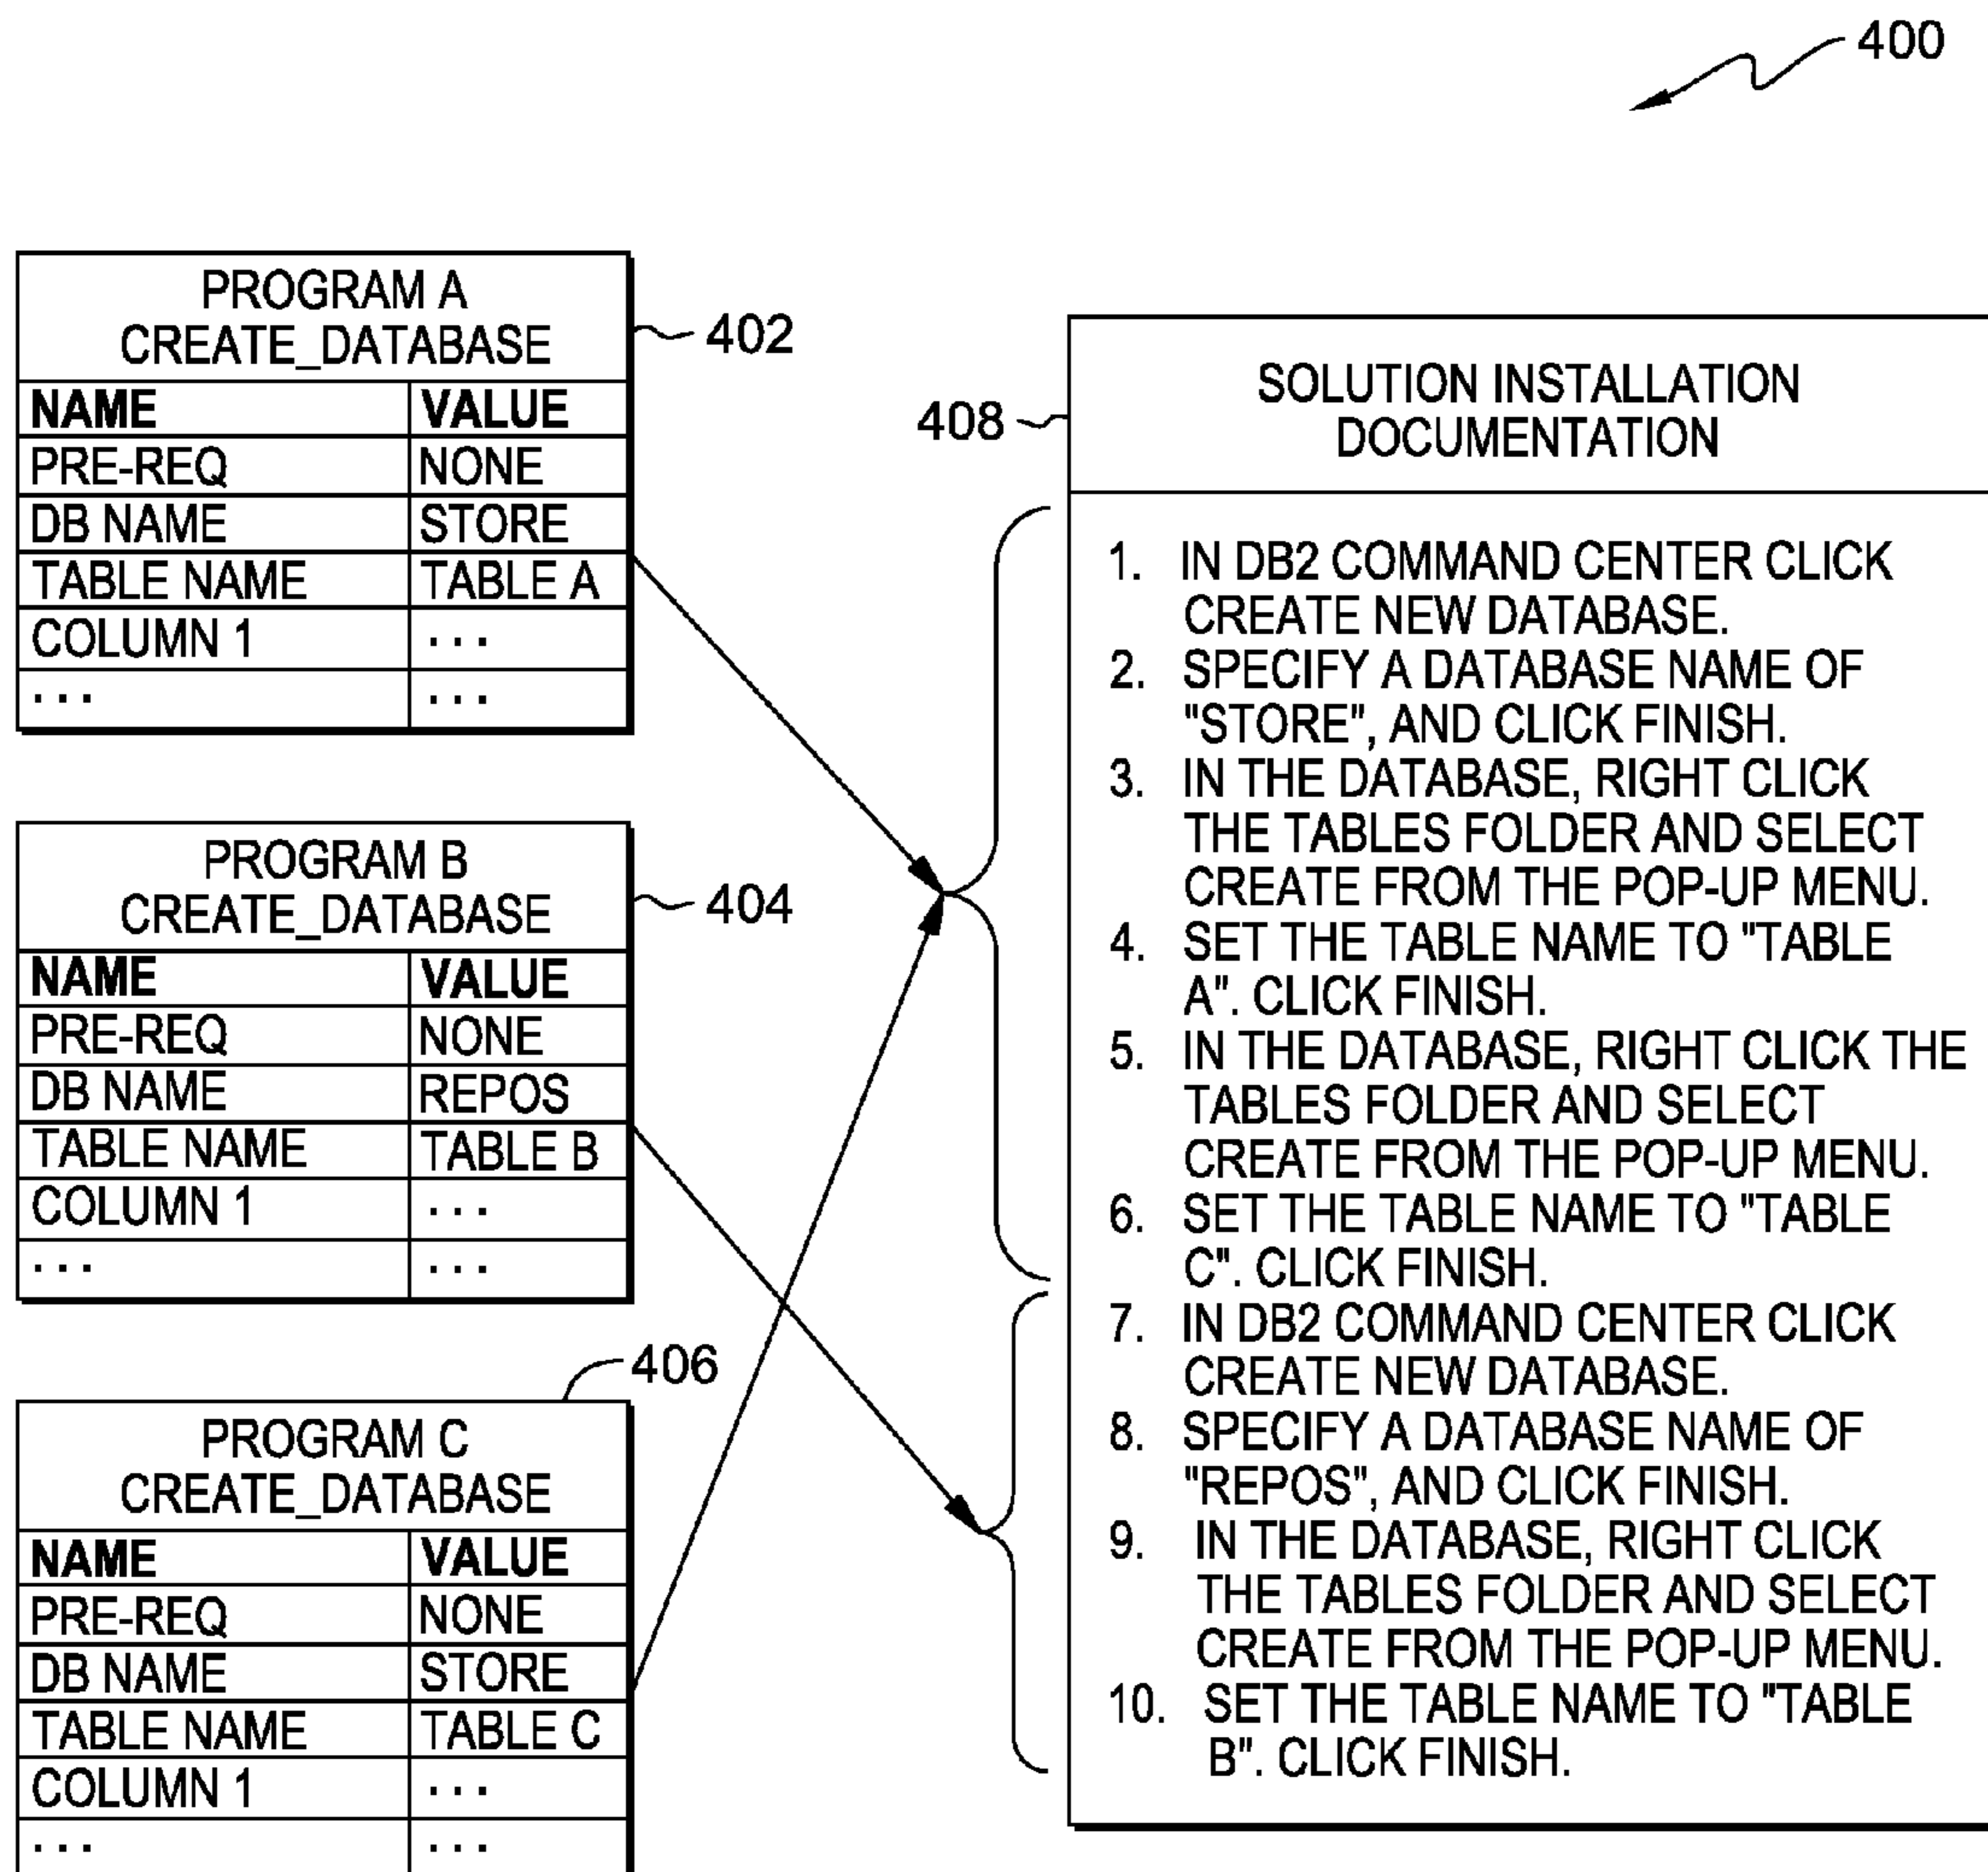 400
PROGRAM A
CREATE_DATABASE
402
NAME VALUE
PRE-REQ NONE
DB NAME STORE
TABLE NAME TABLE A
COLUMN 1 ...
... ...
PROGRAM B
CREATE_DATABASE
404
NAME VALUE
PRE-REQ NONE
DB NAME REPOS
TABLE NAME TABLE B
COLUMN 1 ...
... ...
406
PROGRAM C
CREATE_DATABASE
NAME VALUE
PRE-REQ NONE
DB NAME STORE
TABLE NAME TABLE C
COLUMN 1 ...
... ...
408
SOLUTION INSTALLATION
DOCUMENTATION
1. IN DB2 COMMAND CENTER CLICK
CREATE NEW DATABASE.
2. SPECIFY A DATABASE NAME OF
"STORE", AND CLICK FINISH.
3. IN THE DATABASE, RIGHT CLICK
THE TABLES FOLDER AND SELECT
CREATE FROM THE POP-UP MENU.
4. SET THE TABLE NAME TO "TABLE
A". CLICK FINISH.
5. IN THE DATABASE, RIGHT CLICK THE
TABLES FOLDER AND SELECT
CREATE FROM THE POP-UP MENU.
6. SET THE TABLE NAME TO "TABLE
C". CLICK FINISH.
7. IN DB2 COMMAND CENTER CLICK
CREATE NEW DATABASE.
8. SPECIFY A DATABASE NAME OF
"REPOS", AND CLICK FINISH.
9. IN THE DATABASE, RIGHT CLICK
THE TABLES FOLDER AND SELECT
CREATE FROM THE POP-UP MENU.
10. SET THE TABLE NAME TO "TABLE
B". CLICK FINISH.